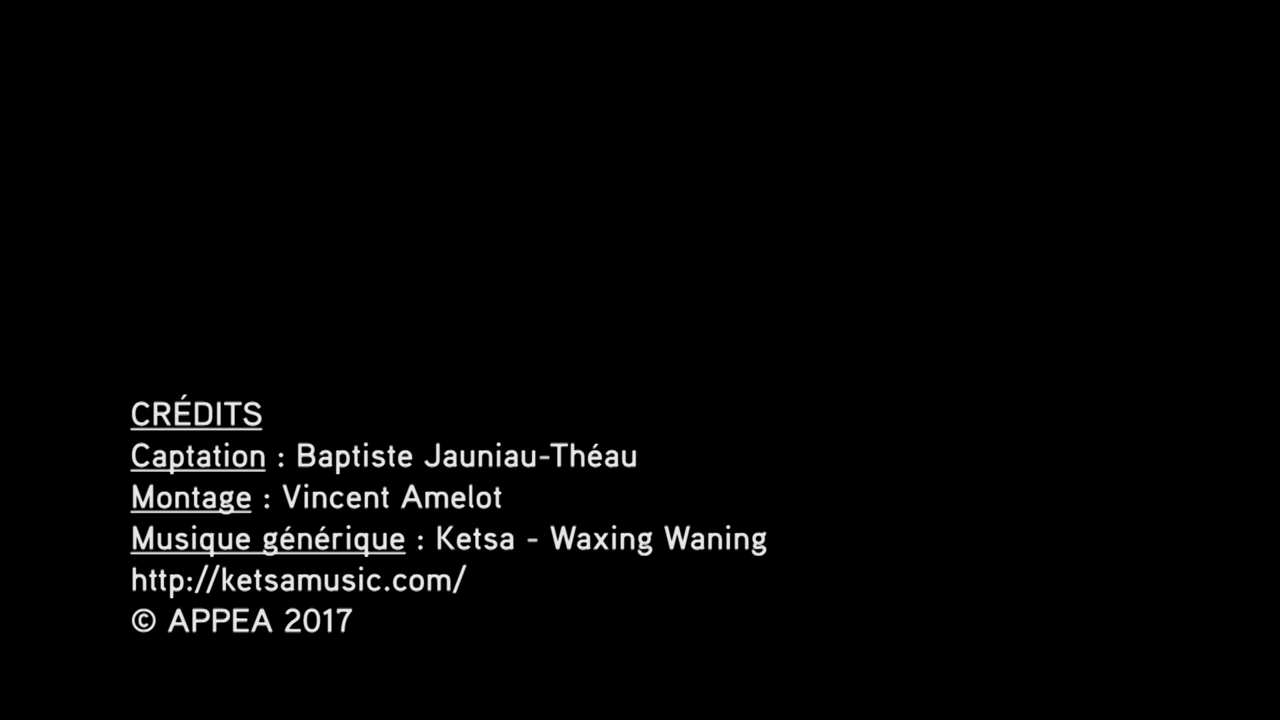 CRÉDITS
Captation : Baptiste Jauniau-Théau
Montage : Vincent Amelot
Musique générique : Ketsa - Waxing Waning
http://ketsamusic.com/
© APPEA 2017